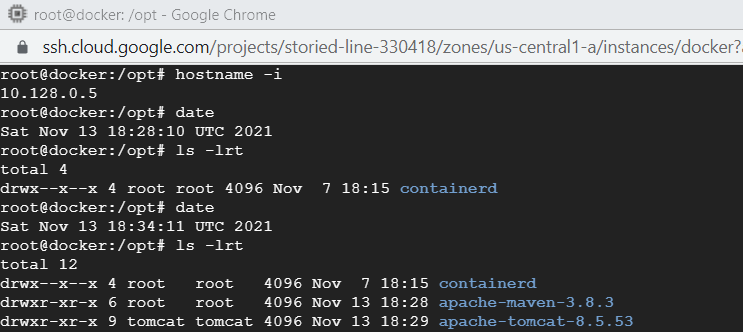 root@docker: /opt - Google Chrome
ssh.cloud.google.com/projects/storied-line-330418/zones/us-central1-a/instances/docker?
root@docker:/opt# hostname -i
10.128.0.5
root@docker:/opt# date
Sat Nov 13 18:28:10 UTC 2021
root@docker:/opt# ls -lrt
total 4
drwx--x--x 4 root root 4096 Nov  7 18:15 containerd
root@docker:/opt# date
Sat Nov 13 18:34:11 UTC 2021
root@docker:/opt# ls -lrt
total 12
drwx--x--x 4 root   root   4096 Nov  7 18:15 containerd
drwxr-xr-x 6 root   root   4096 Nov 13 18:28 apache-maven-3.8.3
drwxr-xr-x 9 tomcat tomcat 4096 Nov 13 18:29 apache-tomcat-8.5.53